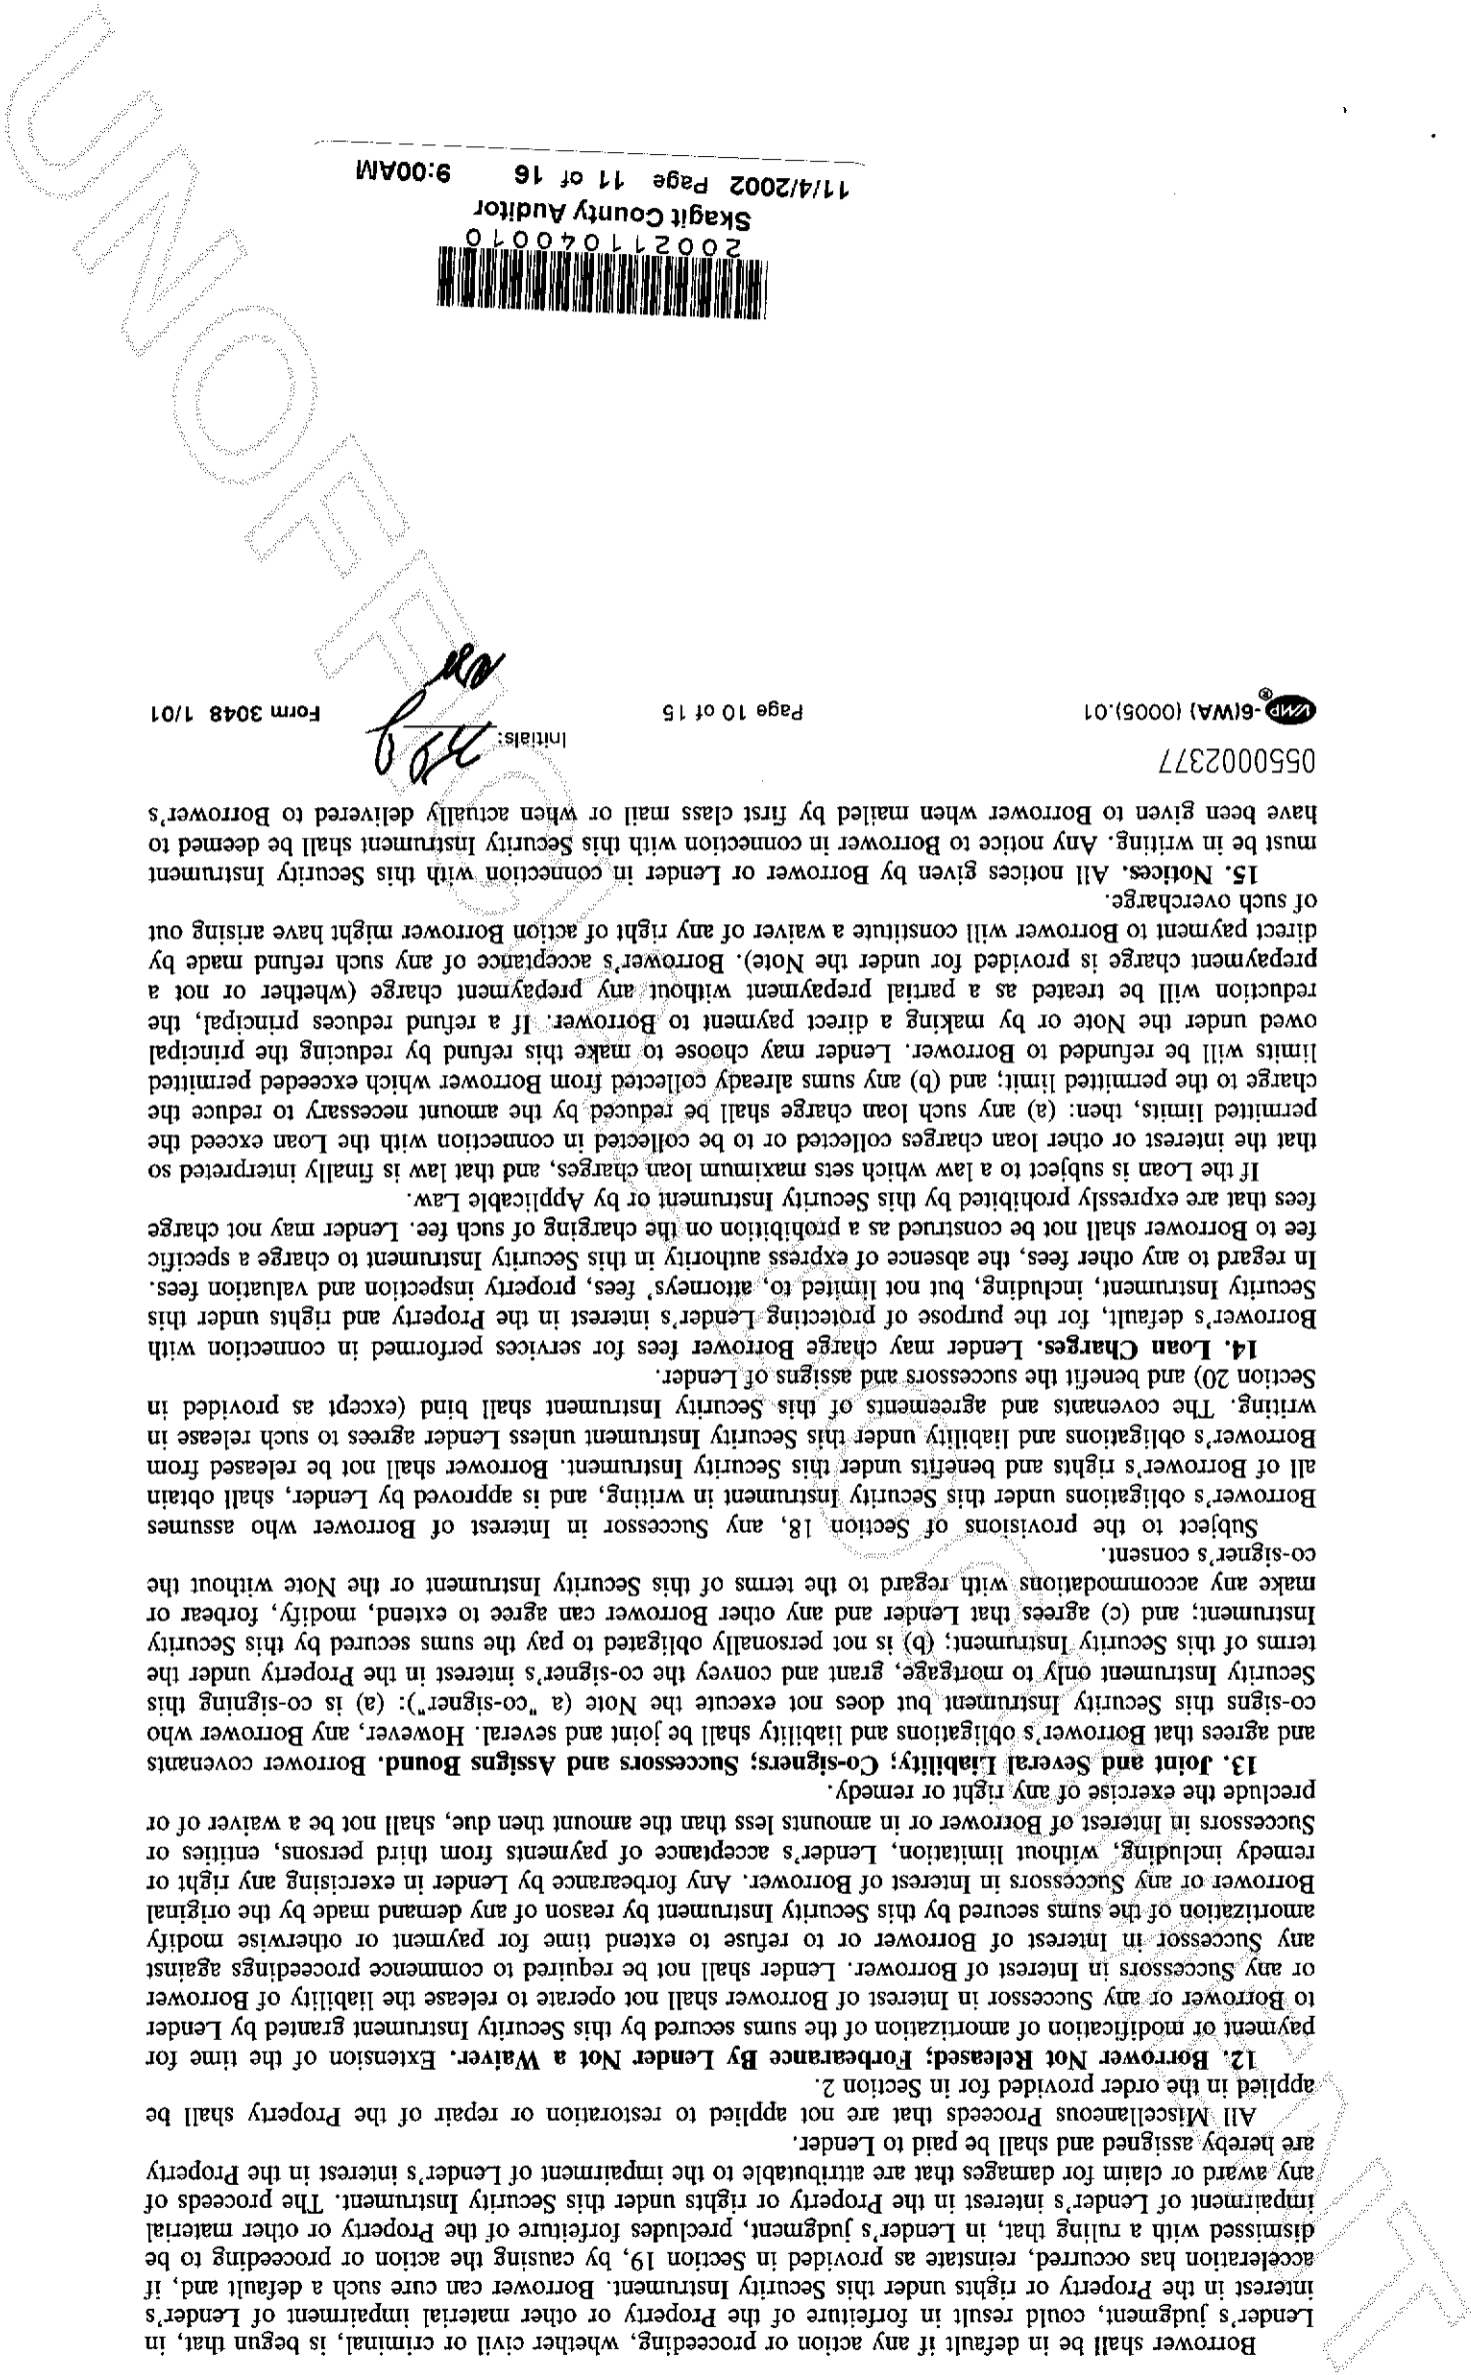 Borrower shall be in default if any action or proceeding, whether civil or criminal, is begun that, in
Lender's judgment, could result in forfeiture of the Property or other material impairment of Lender's
interest in the Property or rights under this Security Instrument. Borrower can cure such a default and, if
acceleration has occurred, reinstate as provided in Section 19, by causing the action or proceeding to be
dismissed with a ruling that, in Lender's judgment, precludes forfeiture of the Property or other material
impairment of Lender's interest in the Property or rights under this Security Instrument. The proceeds of
any award or claim for damages that are attributable to the impairment of Lender's interest in the Property
are hereby assigned and shall be paid to Lender.
All Miscellaneous Proceeds that are not applied to restoration or repair of the Property shall be
applied in the order provided for in Section 2.
12. Borrower Not Released; Forbearance By Lender Not a Waiver. Extension of the time for
payment or modification of amortization of the sums secured by this Security Instrument granted by Lender
to Borrower or any Successor in Interest of Borrower shall not operate to release the liability of Borrower
or any Successors in Interest of Borrower. Lender shall not be required to commence proceedings against
any Successor in Interest of Borrower or to refuse to extend time for payment or otherwise modify
amortization of the sums secured by this Security Instrument by reason of any demand made by the original
Borrower or any Successors in Interest of Borrower. Any forbearance by Lender in exercising any right or
remedy including, without limitation, Lender's acceptance of payments from third persons, entities or
Successors in Interest of Borrower or in amounts less than the amount then due, shall not be a waiver of or
preclude the exercise of any right or remedy.
13. Joint and Several Liability; Co-signers; Successors and Assigns Bound. Borrower covenants
and agrees that Borrower's obligations and liability shall be joint and several. However, any Borrower who
co-signs this Security Instrument but does not execute the Note (a "co-signer"): (a) is co-signing this
Security Instrument only to mortgage, grant and convey the co-signer's interest in the Property under the
terms of this Security Instrument; (b) is not personally obligated to pay the sums secured by this Security
Instrument; and (c) agrees that Lender and any other Borrower can agree to extend, modify, forbear or
make any accommodations with regard to the terms of this Security Instrument or the Note without the
co-signer's consent.
Subject to the provisions of Section 18, any Successor in Interest of Borrower who assumes
Borrower's obligations under this Security Instrument in writing, and is approved by Lender, shall obtain
all of Borrower's rights and benefits under this Security Instrument. Borrower shall not be released from
Borrower's obligations and liability under this Security Instrument unless Lender agrees to such release in
writing. The covenants and agreements of this Security Instrument shall bind (except as provided in
Section 20) and benefit the successors and assigns of Lender.
14. Loan Charges. Lender may charge Borrower fees for services performed in connection with
Borrower's default, for the purpose of protecting Lender's interest in the Property and rights under this
Security Instrument, including, but not limited to, attorneys' fees, property inspection and valuation fees.
In regard to any other fees, the absence of express authority in this Security Instrument to charge a specific
fee to Borrower shall not be construed as a prohibition on the charging of such fee. Lender may not charge
fees that are expressly prohibited by this Security Instrument or by Applicable Law.
If the Loan is subject to a law which sets maximum loan charges, and that law is finally interpreted so
that the interest or other loan charges collected or to be collected in connection with the Loan exceed the
permitted limits, then: (a) any such loan charge shall be reduced by the amount necessary to reduce the
charge to the permitted limit; and (b) any sums already collected from Borrower which exceeded permitted
limits will be refunded to Borrower. Lender may choose to make this refund by reducing the principal
owed under the Note or by making a direct payment to Borrower. If a refund reduces principal, the
reduction will be treated as a partial prepayment without any prepayment charge (whether or not a
prepayment charge is provided for under the Note). Borrower's acceptance of any such refund made by
direct payment to Borrower will constitute a waiver of any right of action Borrower might have arising out
of such overcharge.
15. Notices. All notices given by Borrower or Lender in connection with this Security Instrument
must be in writing. Any notice to Borrower in connection with this Security Instrument shall be deemed to
have been given to Borrower when mailed by first class mail or when actually delivered to Borrower's
0550002377
Initials:
VMP®-6(WA) (0005).01 Page 10 of 15 Form 3048 1/01
200211040010
Skagit County Auditor
11/4/2002 Page 11 of 16 9:00AM
UNOFFICIAL DOCUMENT